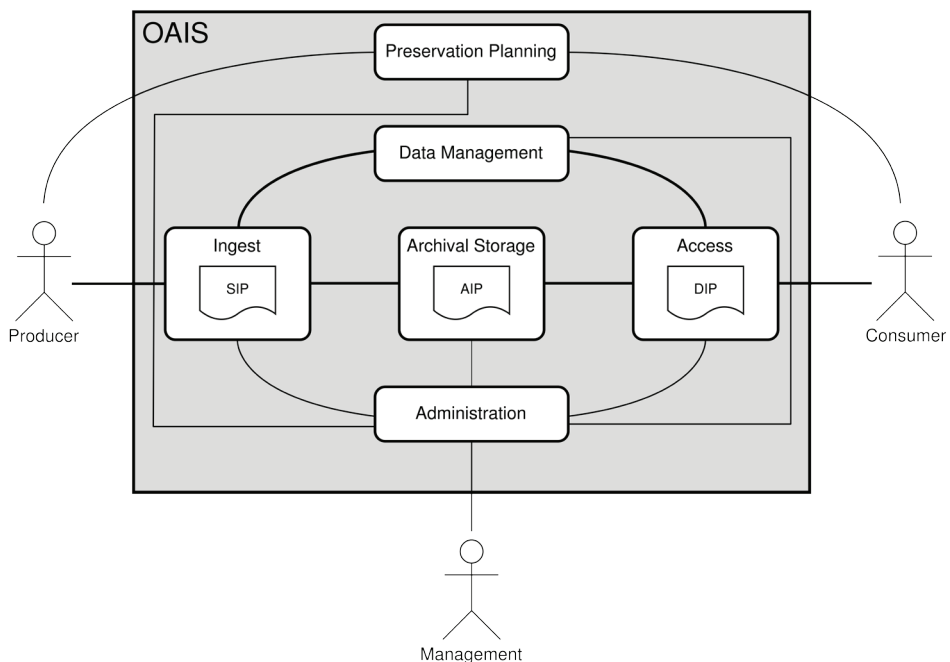 OAIS
Preservation Planning
Data Management
Ingest
SIP
Archival Storage
AIP
Access
DIP
Producer
Consumer
Administration
Management